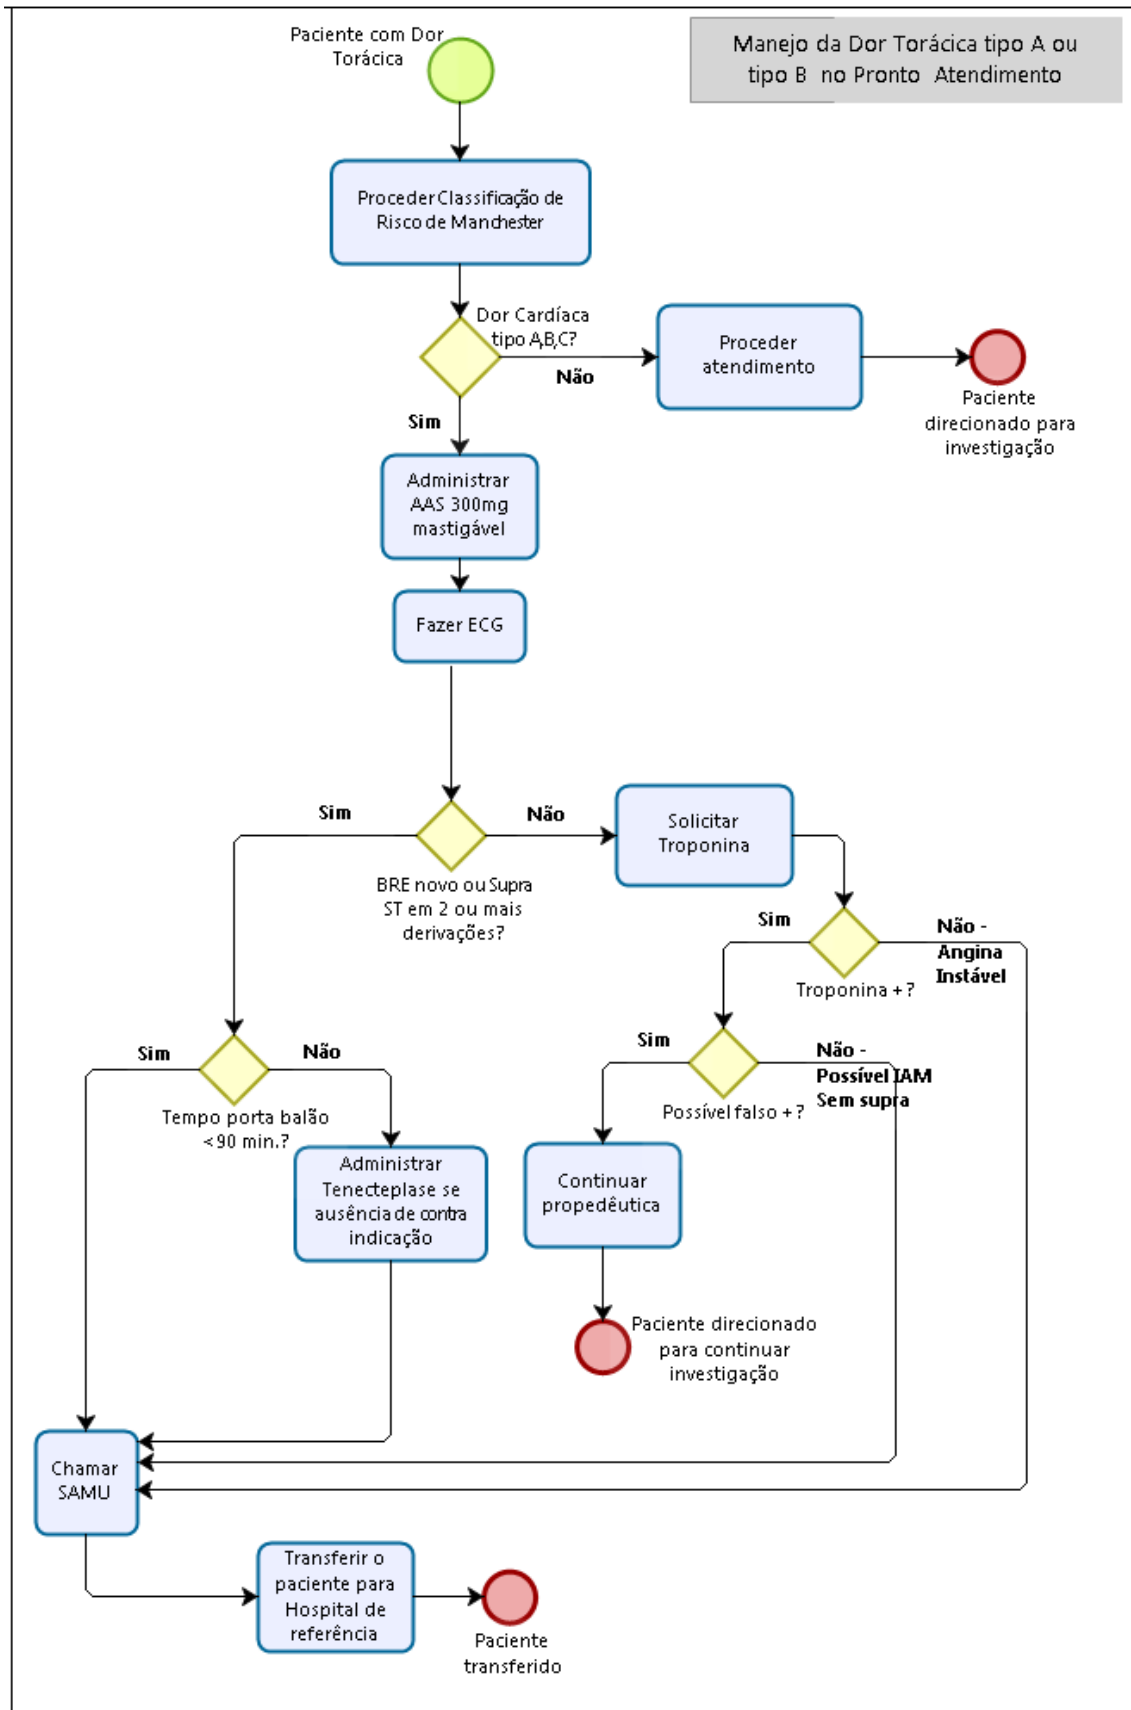 Paciente com Dor
Torácica
Manejo da Dor Torácica tipo A ou
tipo B no Pronto Atendimento
Proceder Classificação de
Risco de Manchester
Dor Cardíaca
tipo A,B,C?
Não
Proceder
atendimento
Paciente
direcionado para
investigação
Sim
Administrar
AAS 300mg
mastigável
Fazer ECG
Sim
Não
BRE novo ou Supra
ST em 2 ou mais
derivações?
Solicitar
Troponina
Sim
Não -
Angina
Instável
Troponina + ?
Sim
Não
Tempo porta balão
<90 min.?
Sim
Não -
Possível IAM
Sem supra
Possível falso + ?
Administrar
Tenecteplase se
ausência de contra
indicação
Continuar
propedêutica
Paciente direcionado
para continuar
investigação
Chamar
SAMU
Transferir o
paciente para
Hospital de
referência
Paciente
transferido